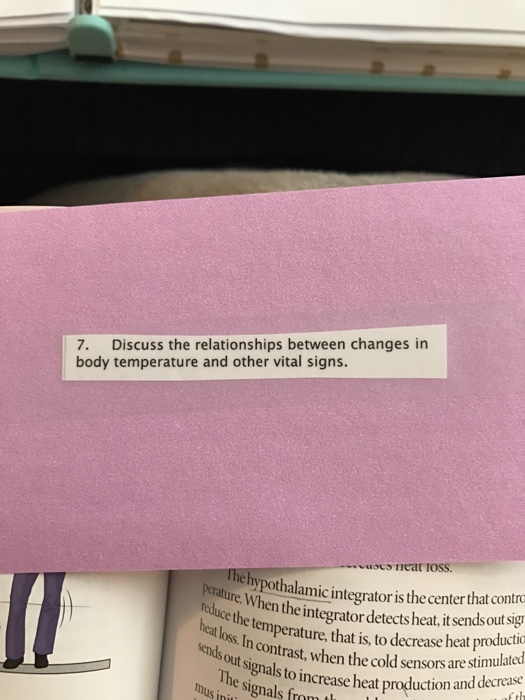 7. Discuss the relationships between changes in
body temperature and other vital signs.
heat loss.
The hypothalamic integrator is the center that
perature. When the integrator detects heat, it sends out
reduce the temperature, that is, to decrease heat
heat loss. In contrast, when the cold sensors are stimulated
sends out signals to increase heat production and decrease
The signals from